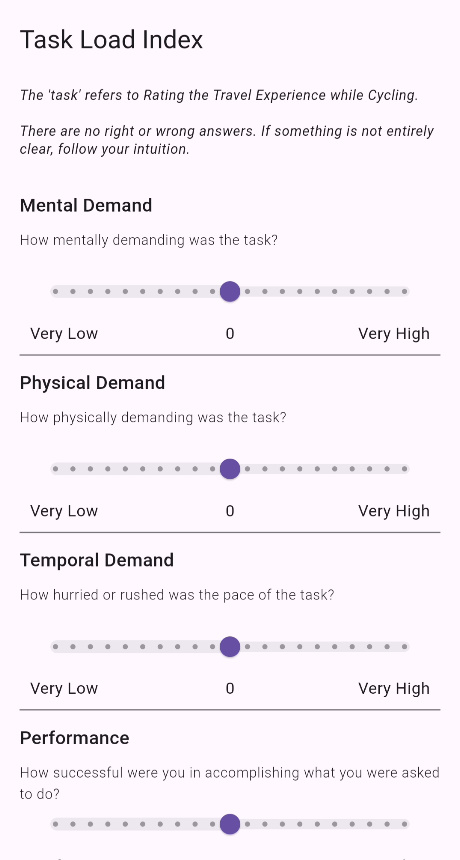 Task Load Index
The 'task' refers to Rating the Travel Experience while Cycling.
There are no right or wrong answers. If something is not entirely
clear, follow your intuition.
Mental Demand
How mentally demanding was the task?
Very Low 0 Very High
Physical Demand
How physically demanding was the task?
Very Low 0 Very High
Temporal Demand
How hurried or rushed was the pace of the task?
Very Low 0 Very High
Performance
How successful were you in accomplishing what you were asked
to do?